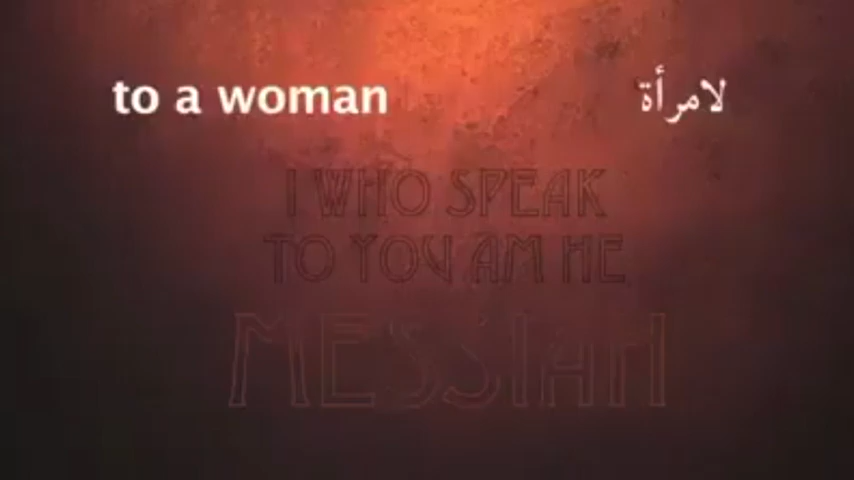 to a woman لامرأة
I WHO SPEAK
TO YOU AM HE
MESSIAH